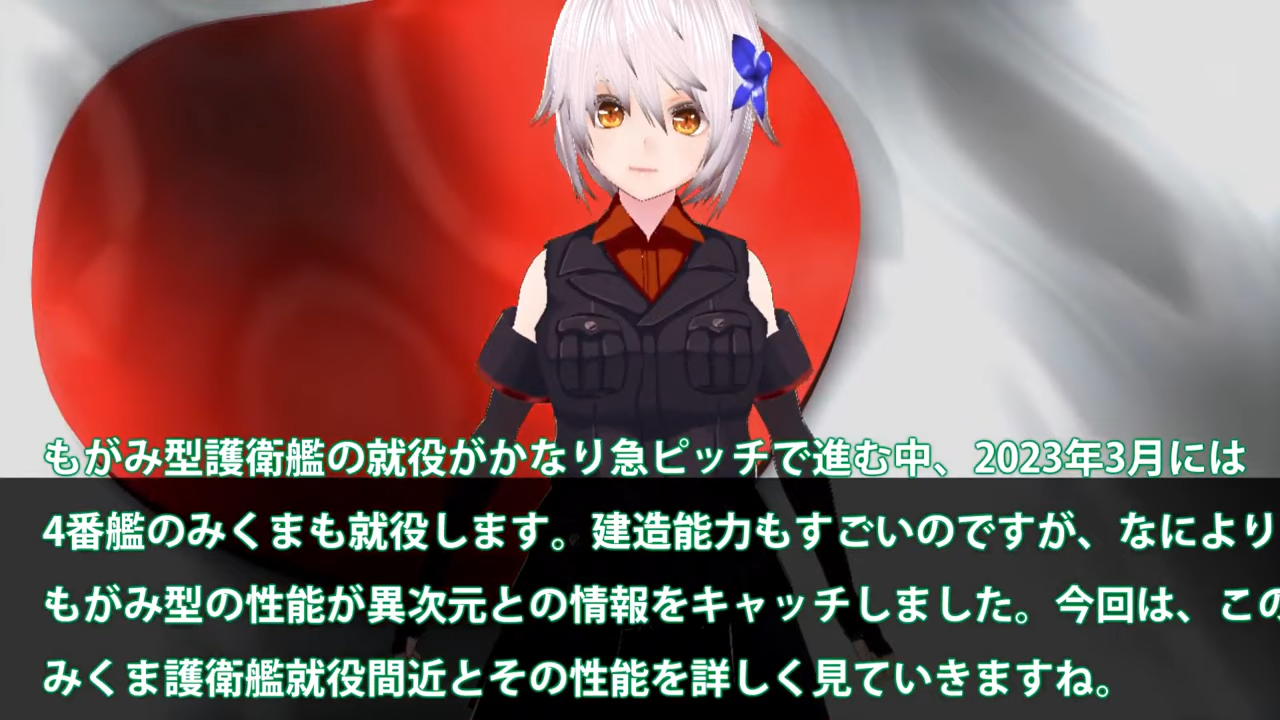 もがみ型護衛艦の就役がかなり急ピッチで進む中、2023年3月には
4番艦のみくまも就役します。建造能力もすごいのですが、なにより
もがみ型の性能が異次元との情報をキャッチしました。今回は、この
みくま護衛艦就役間近とその性能を詳しく見ていきますね。